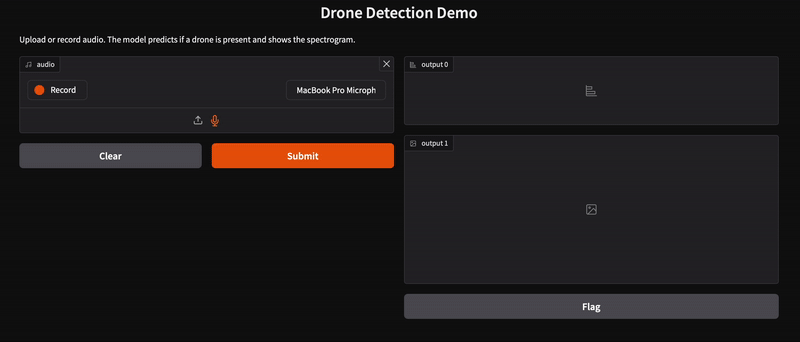 Drone Detection Demo
Upload or record audio. The model predicts if a drone is present and shows the spectrogram.
audio
Record
MacBook Pro Microph
Clear
Submit
output 0
output 1
Flag